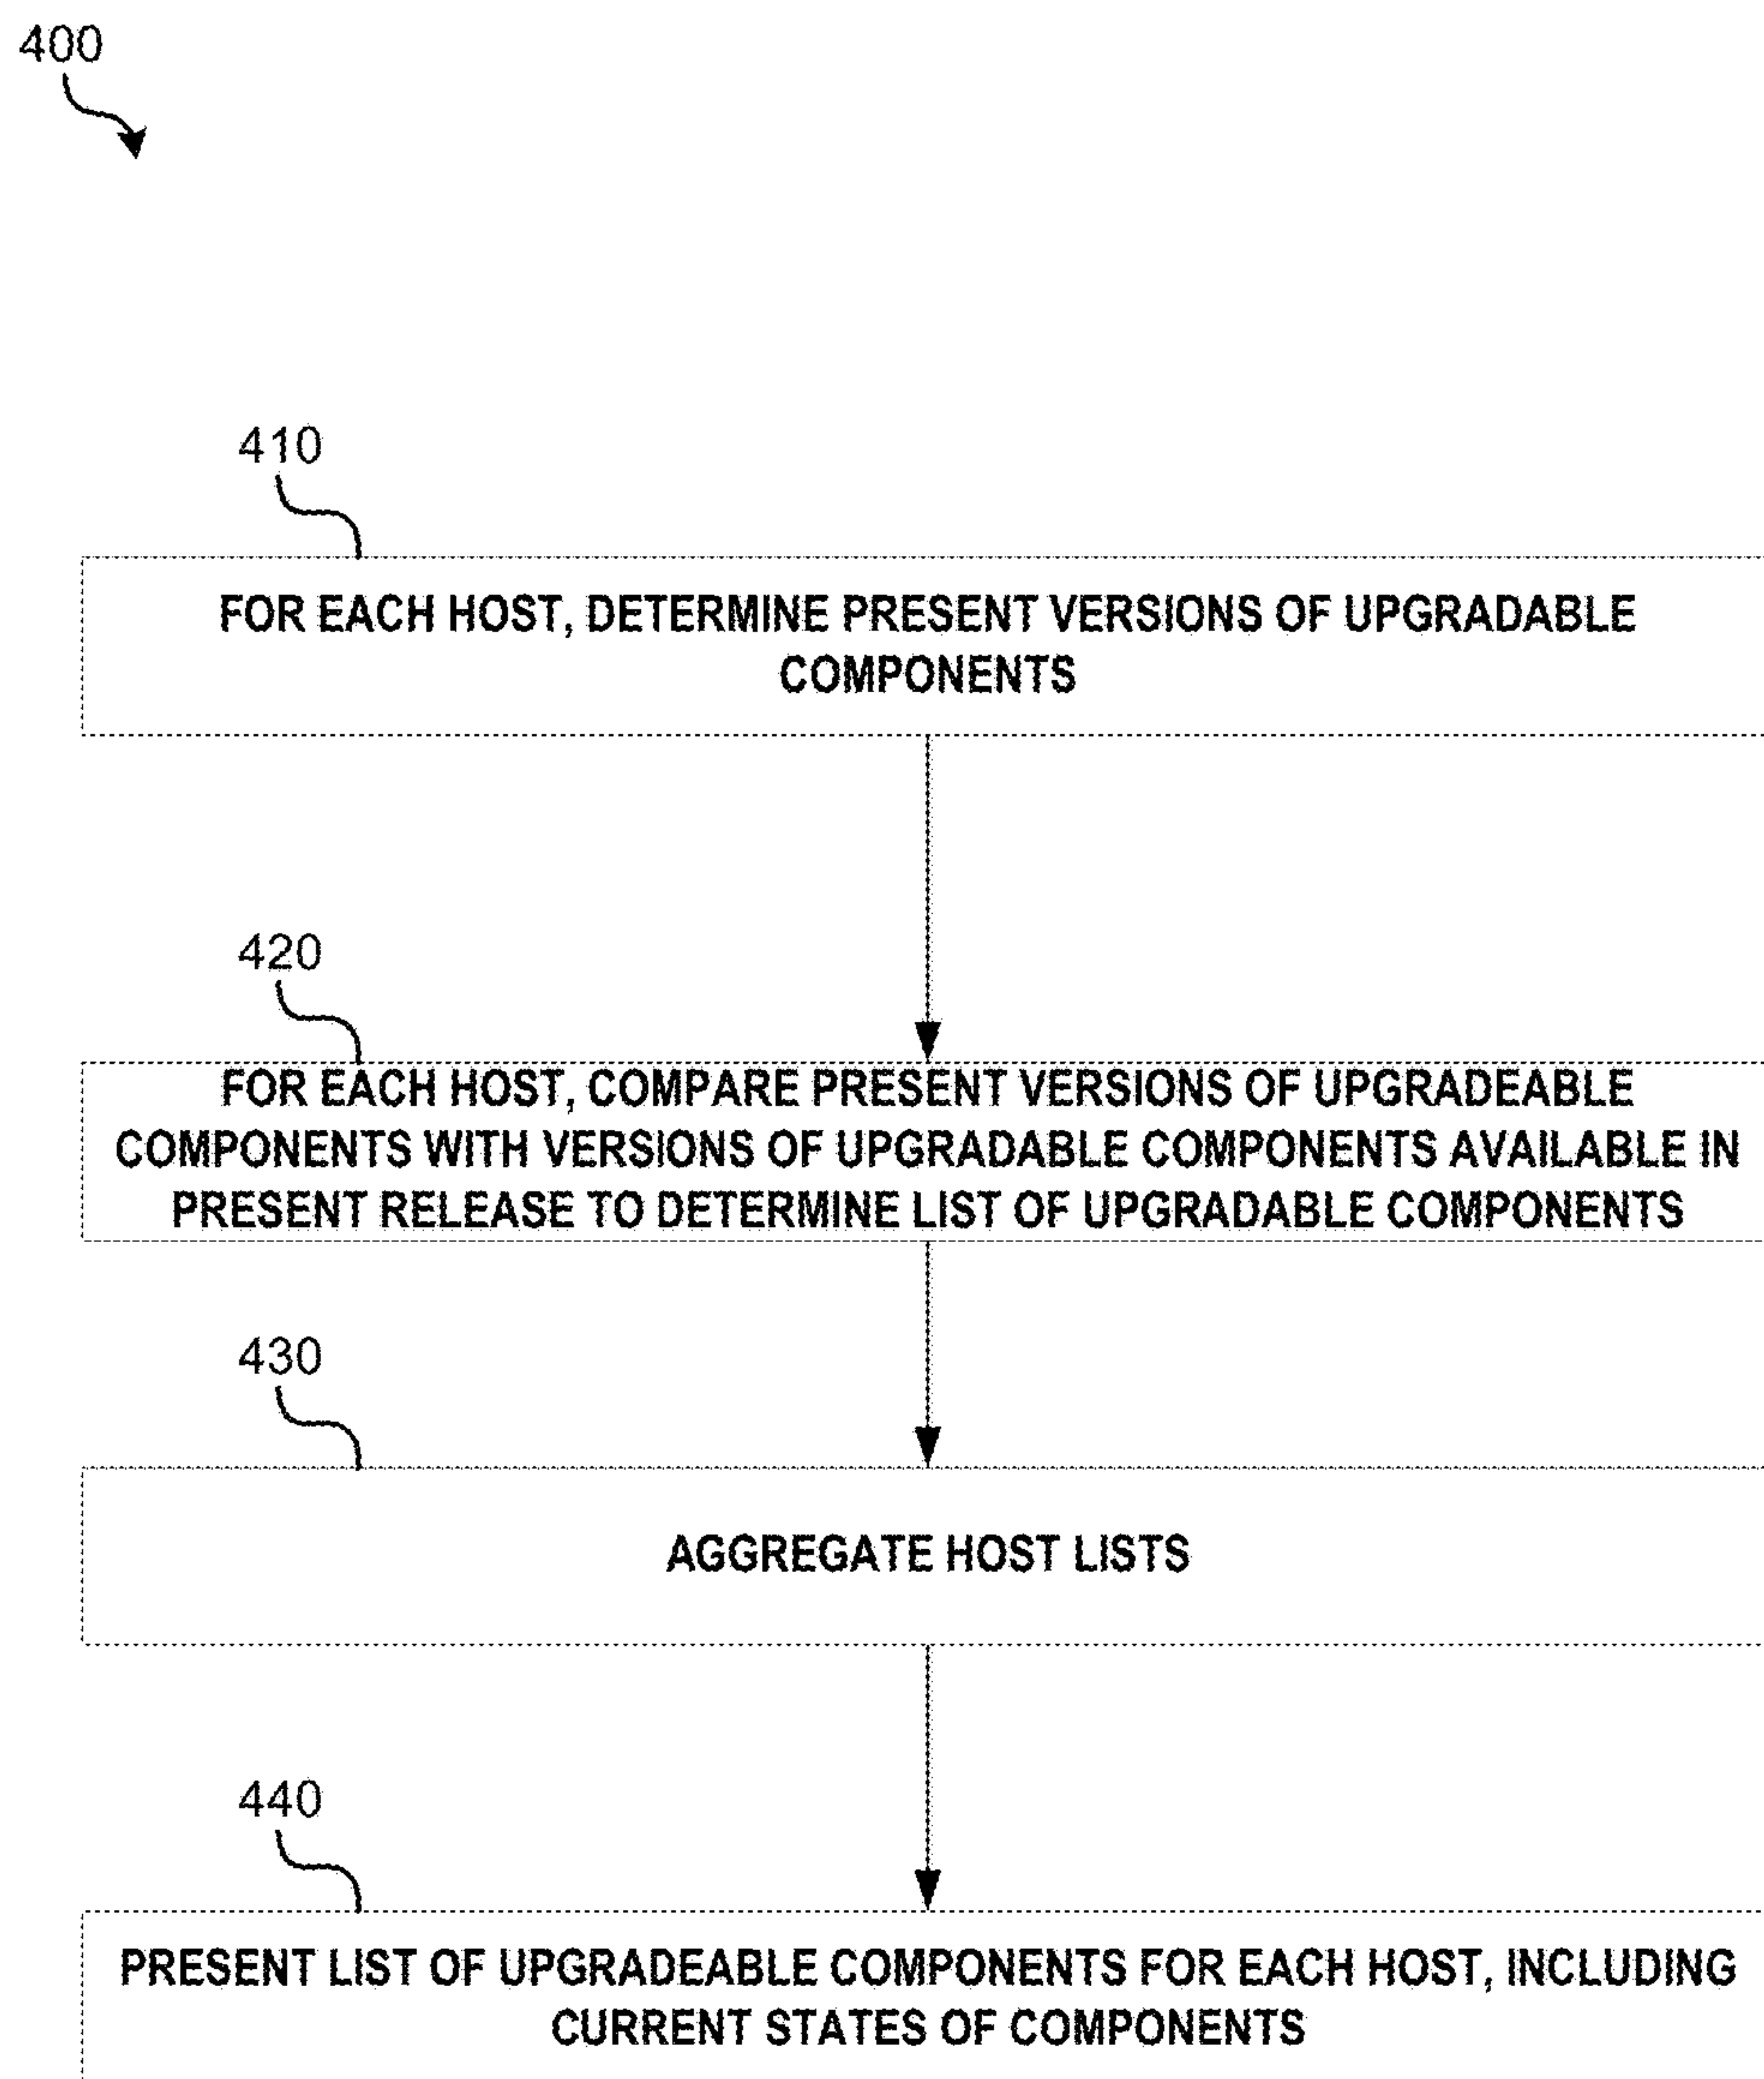 400
410
FOR EACH HOST, DETERMINE PRESENT VERSIONS OF UPGRADABLE
COMPONENTS
420
FOR EACH HOST, COMPARE PRESENT VERSIONS OF UPGRADEABLE
COMPONENTS WITH VERSIONS OF UPGRADABLE COMPONENTS AVAILABLE IN
PRESENT RELEASE TO DETERMINE LIST OF UPGRADABLE COMPONENTS
430
AGGREGATE HOST LISTS
440
PRESENT LIST OF UPGRADEABLE COMPONENTS FOR EACH HOST, INCLUDING
CURRENT STATES OF COMPONENTS